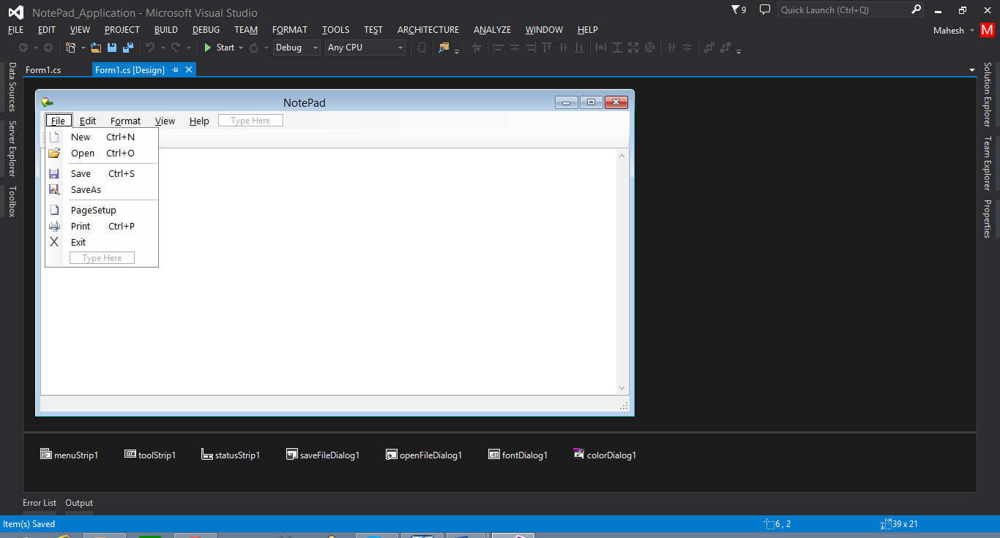 NotePad_Application - Microsoft Visual Studio
9
Quick Launch (Ctrl+Q)
FILE EDIT VIEW PROJECT BUILD DEBUG TEAM FORMAT TOOLS TEST ARCHITECTURE ANALYZE WINDOW HELP
Mahesh M
Start Debug Any CPU
Form1.cs Form1.cs [Design]
Data Sources
Server Explorer
Toolbox
NotePad
File Edit Format View Help Type Here
New Ctrl+N
Open Ctrl+O
Save Ctrl+S
SaveAs
PageSetup
Print Ctrl+P
Exit
Type Here
Solution Explorer
Team Explorer
Properties
menuStrip1 toolStrip1 statusStrip1 saveFileDialog1 openFileDialog1 fontDialog1 colorDialog1
Error List Output
Item(s) Saved 6 , 2 39 x 21